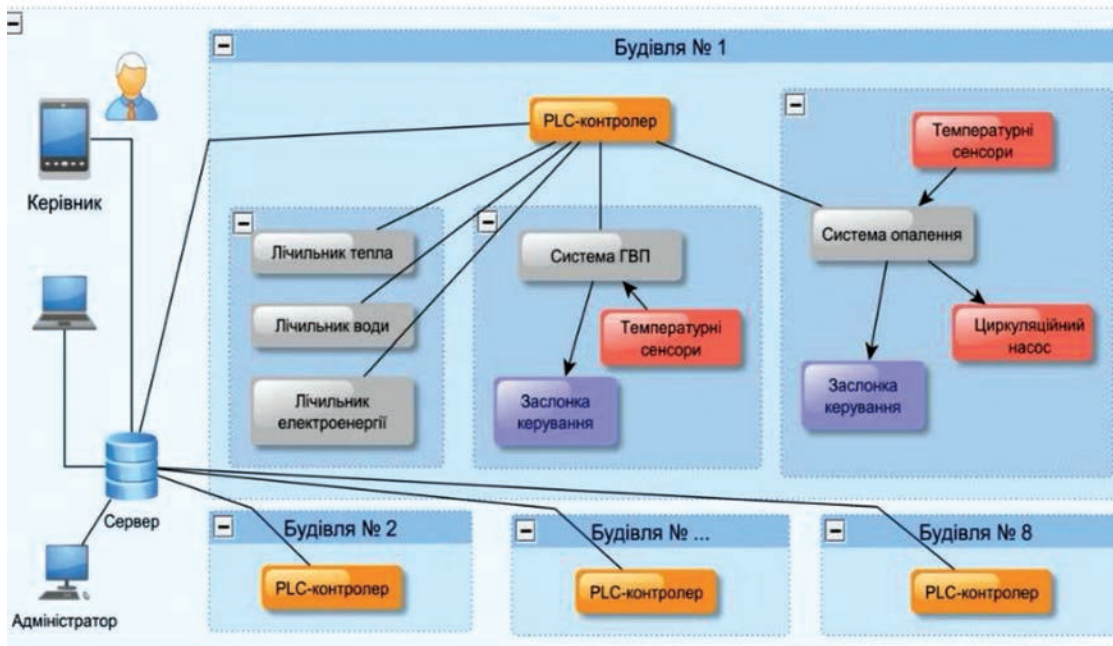 Будівля № 1
PLC-контролер
Температурні
сенсори
Керівник
Лічильник тепла
Система ГВП
Система опалення
Лічильник води
Температурні
сенсори
Циркуляційний
насос
Лічильник
електроенергії
Заслонка
керування
Заслонка
керування
Сервер
Будівля № 2
Будівля № ...
Будівля № 8
PLC-контролер
PLC-контролер
PLC-контролер
Адміністратор